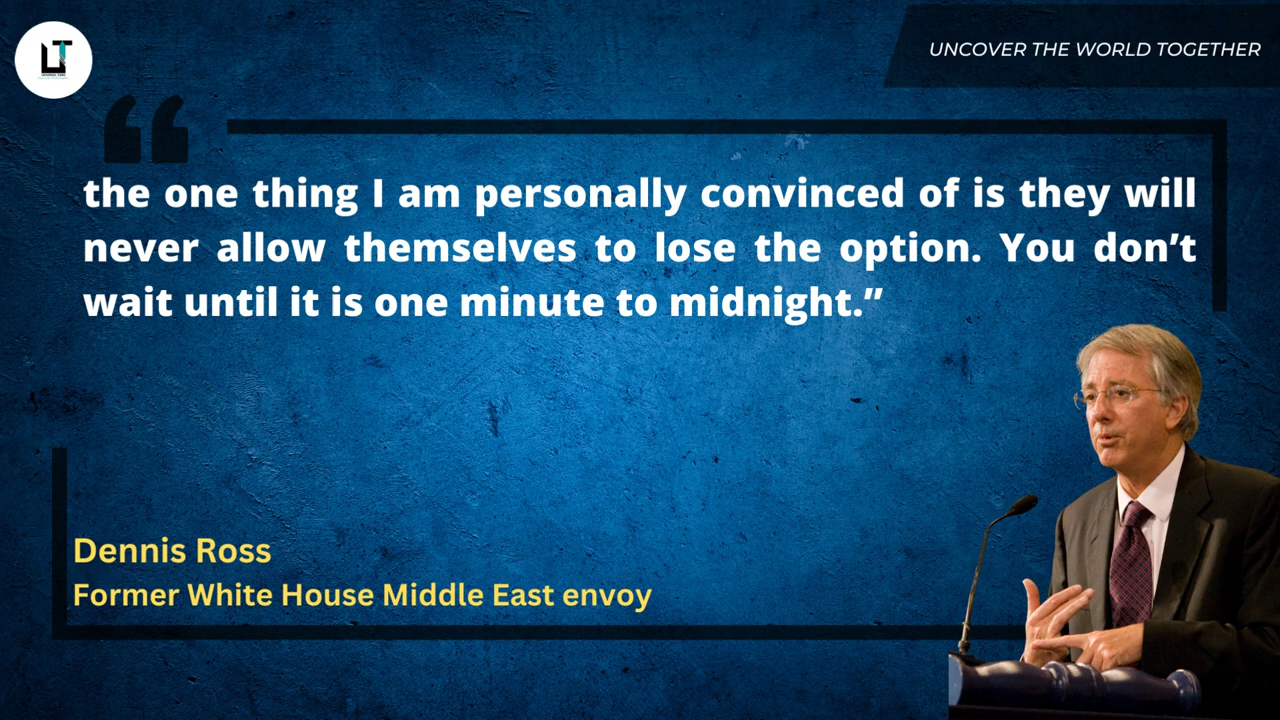 LT
UNCOVER THE WORLD TOGETHER
“
the one thing I am personally convinced of is they will
never allow themselves to lose the option. You don’t
wait until it is one minute to midnight.”
Dennis Ross
Former White House Middle East envoy